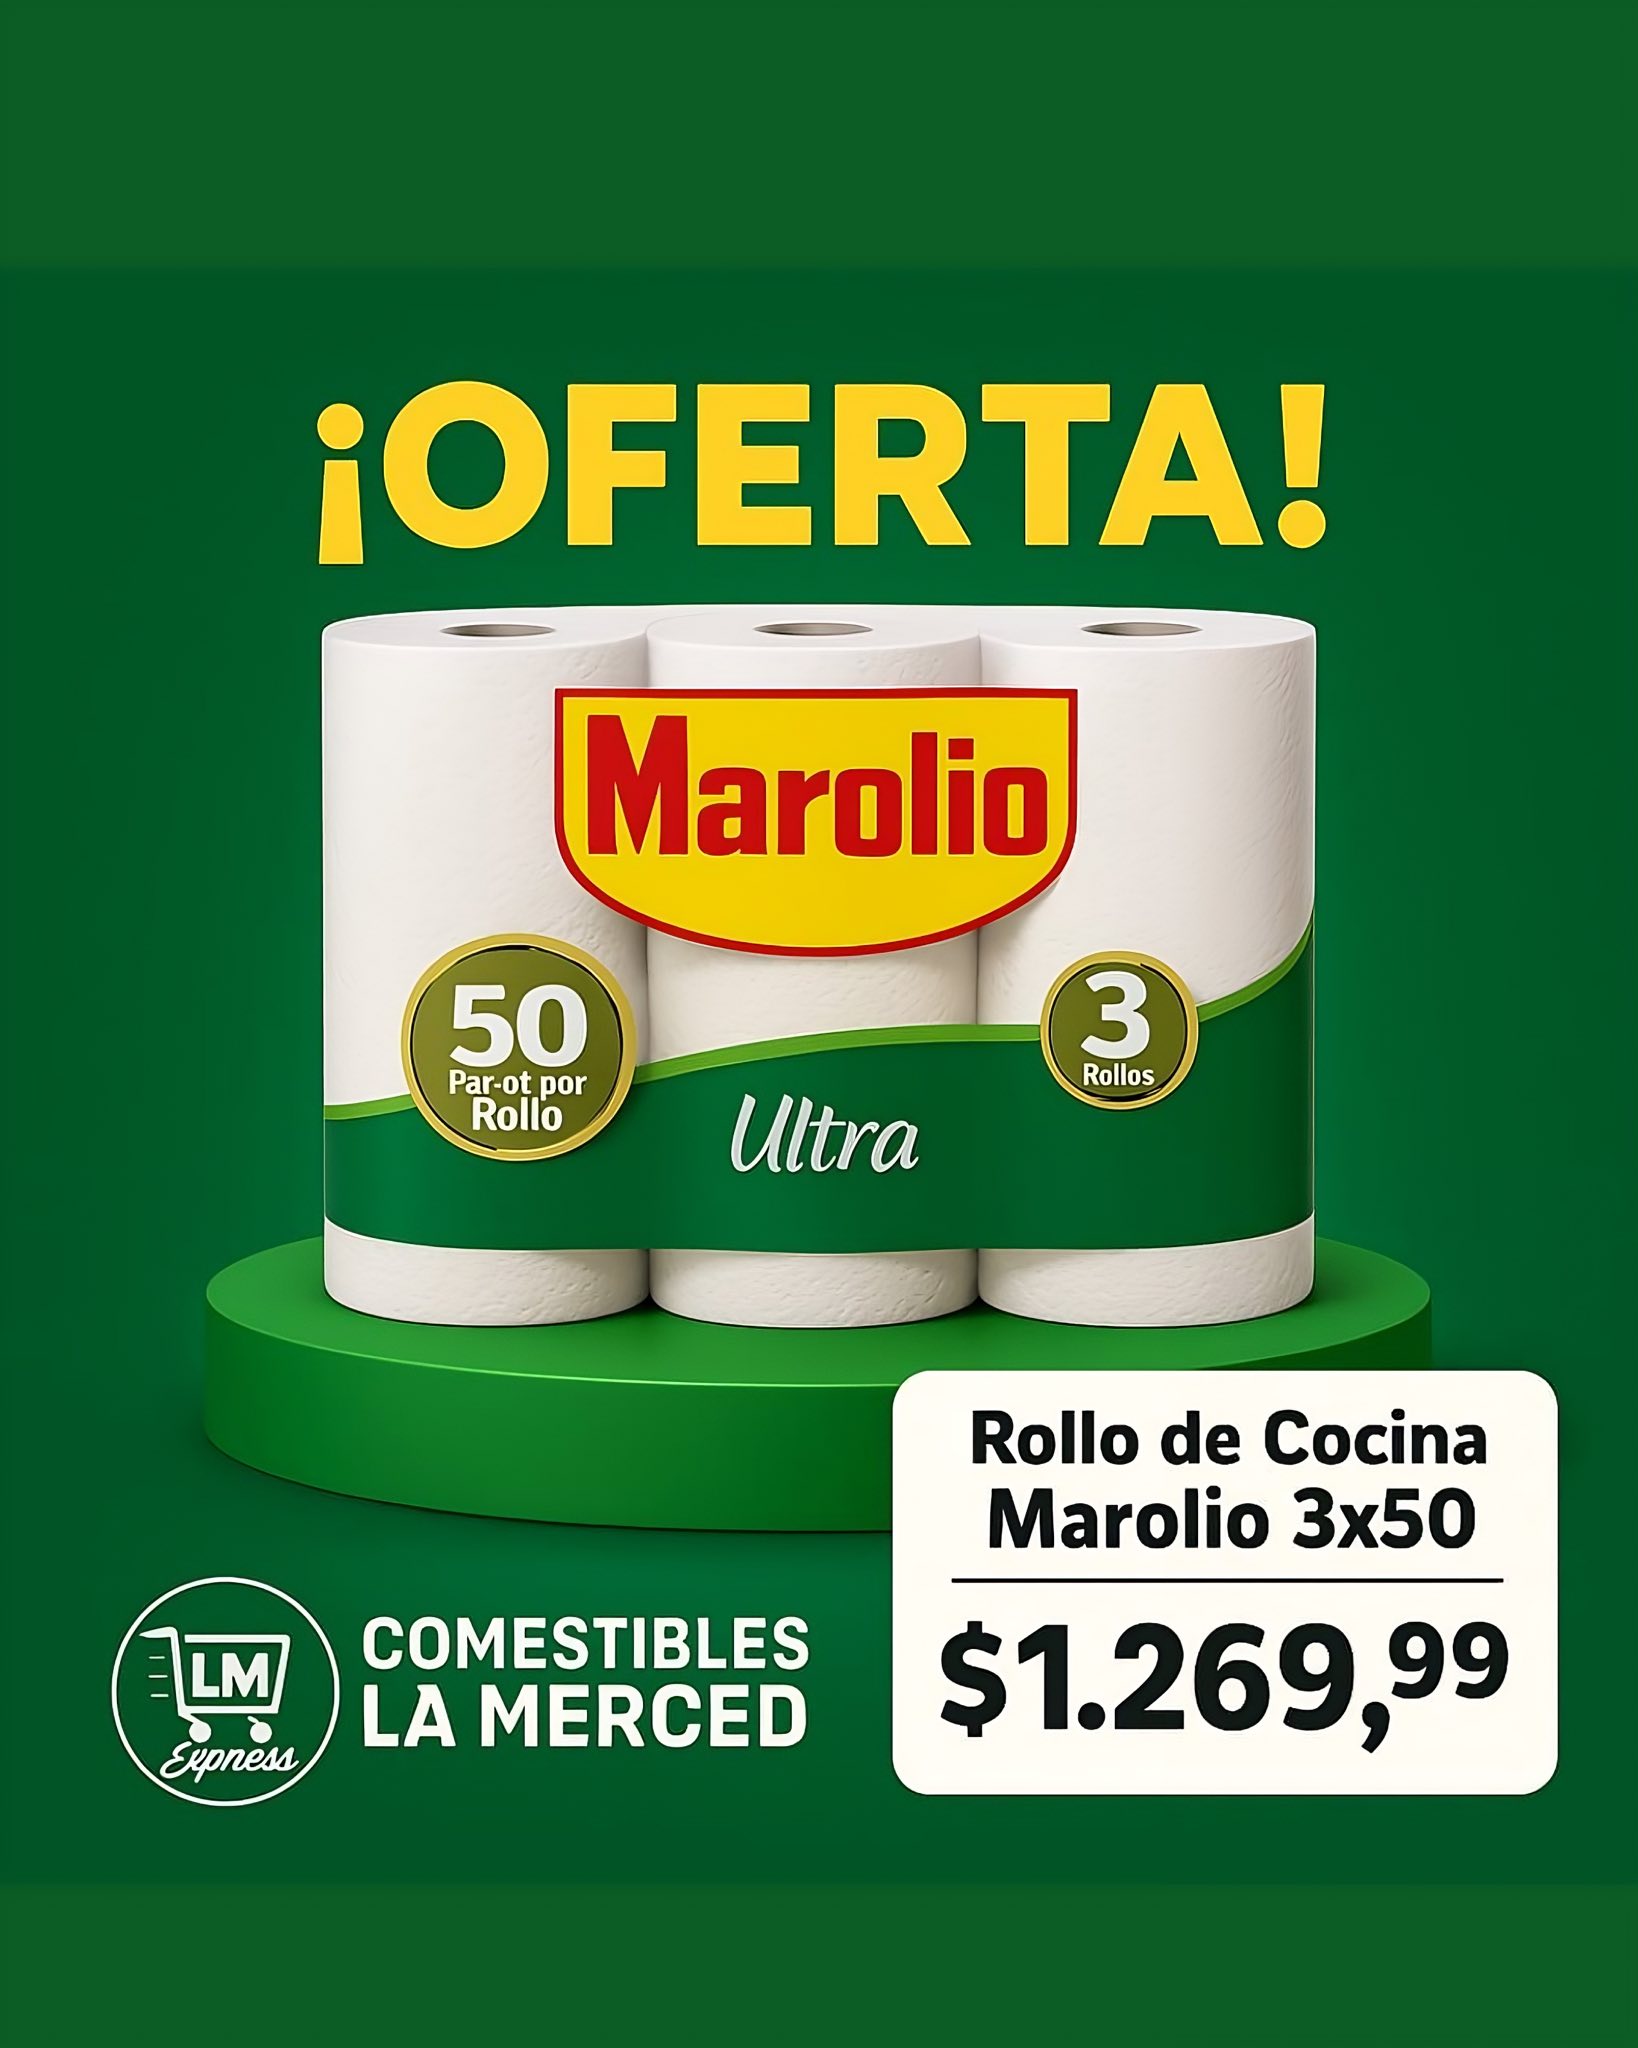 ¡OFERTA!
Marolio
50
Par-ot por
Rollo
3
Rollos
Ultra
Rollo de Cocina
Marolio 3x50
$1.269,99
LM
Expness
COMESTIBLES
LA MERCED